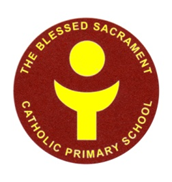 THE BLESSED SACRAMENT
CATHOLIC PRIMARY SCHOOL